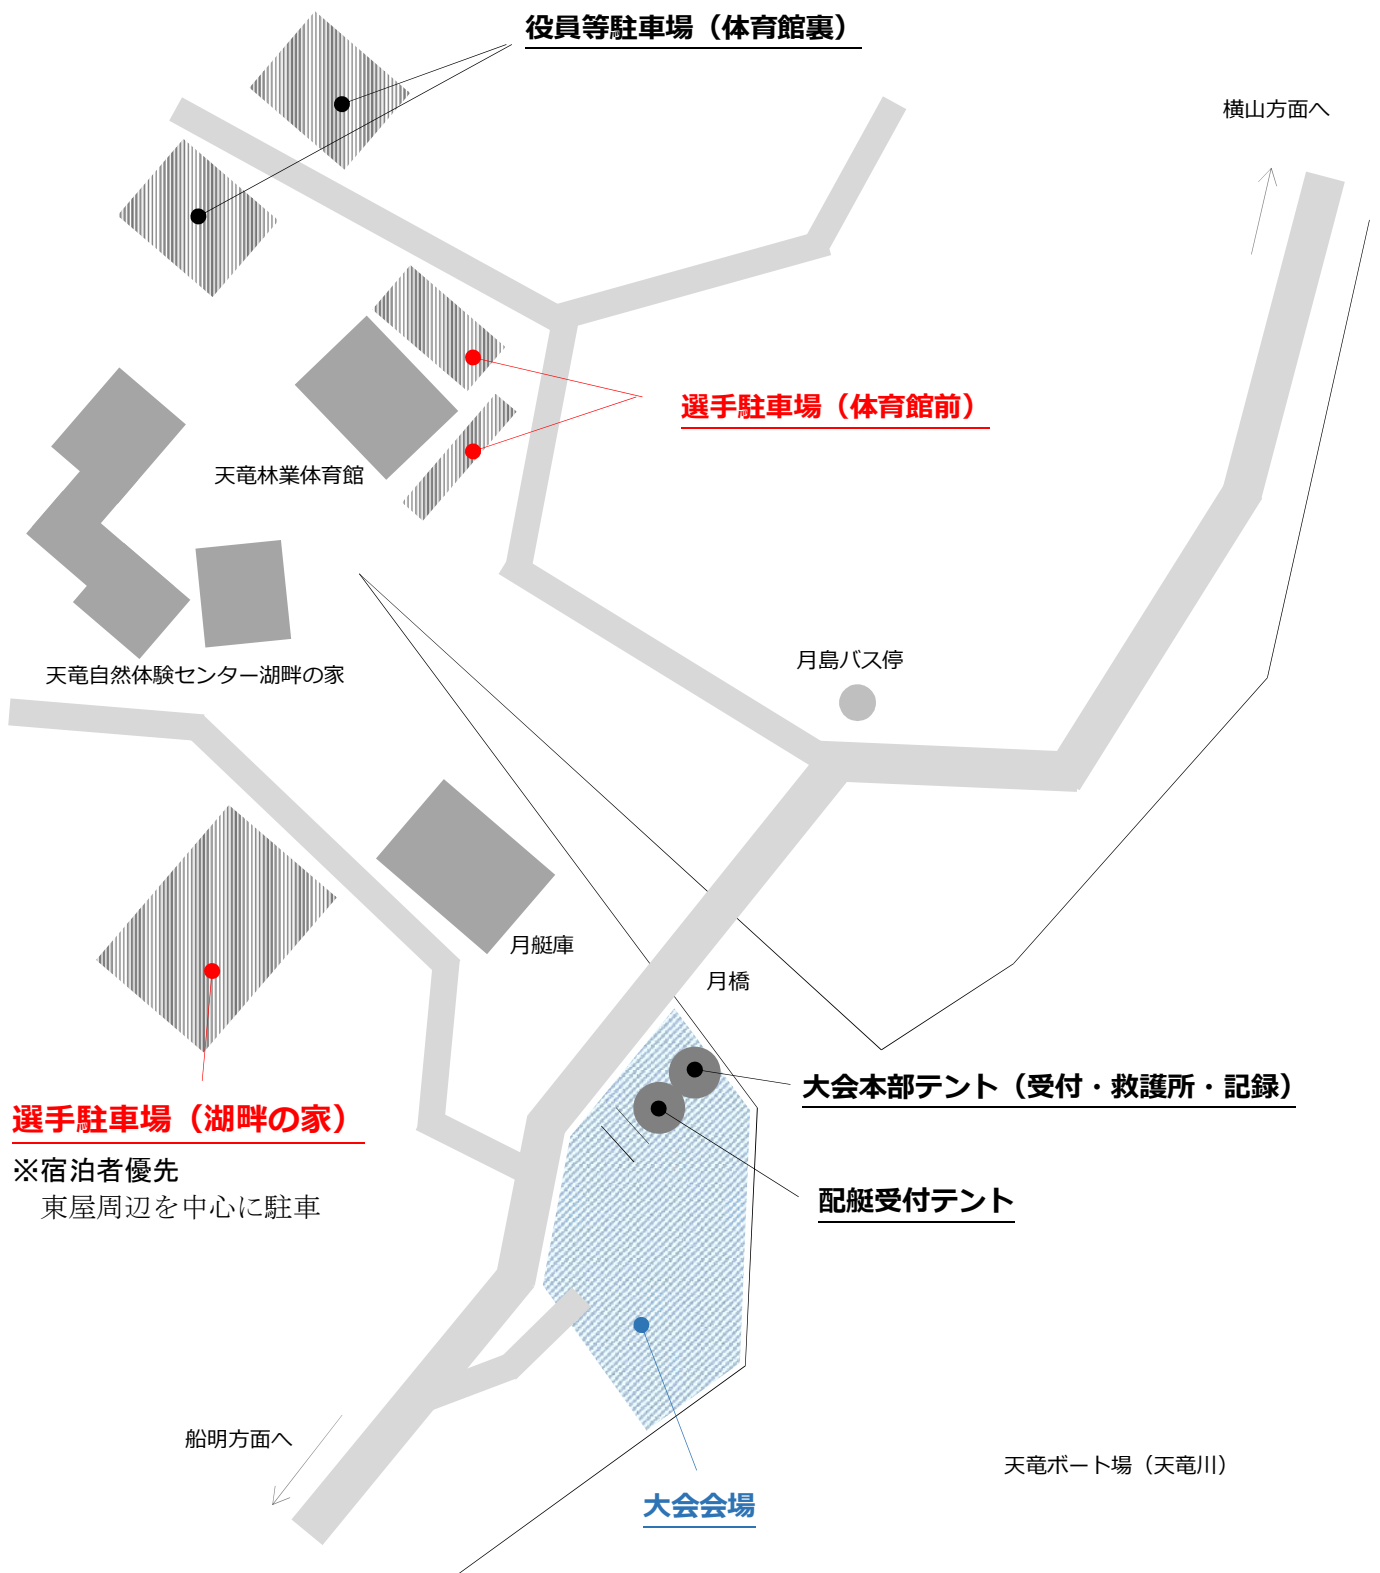 役員等駐車場（体育館裏）
横山方面へ
選手駐車場（体育館前）
天竜林業体育館
月島バス停
天竜自然体験センター湖畔の家
月艇庫
月橋
大会本部テント（受付・救護所・記録）
選手駐車場（湖畔の家）
※宿泊者優先
東屋周辺を中心に駐車
配艇受付テント
船明方面へ
天竜ボート場（天竜川）
大会会場